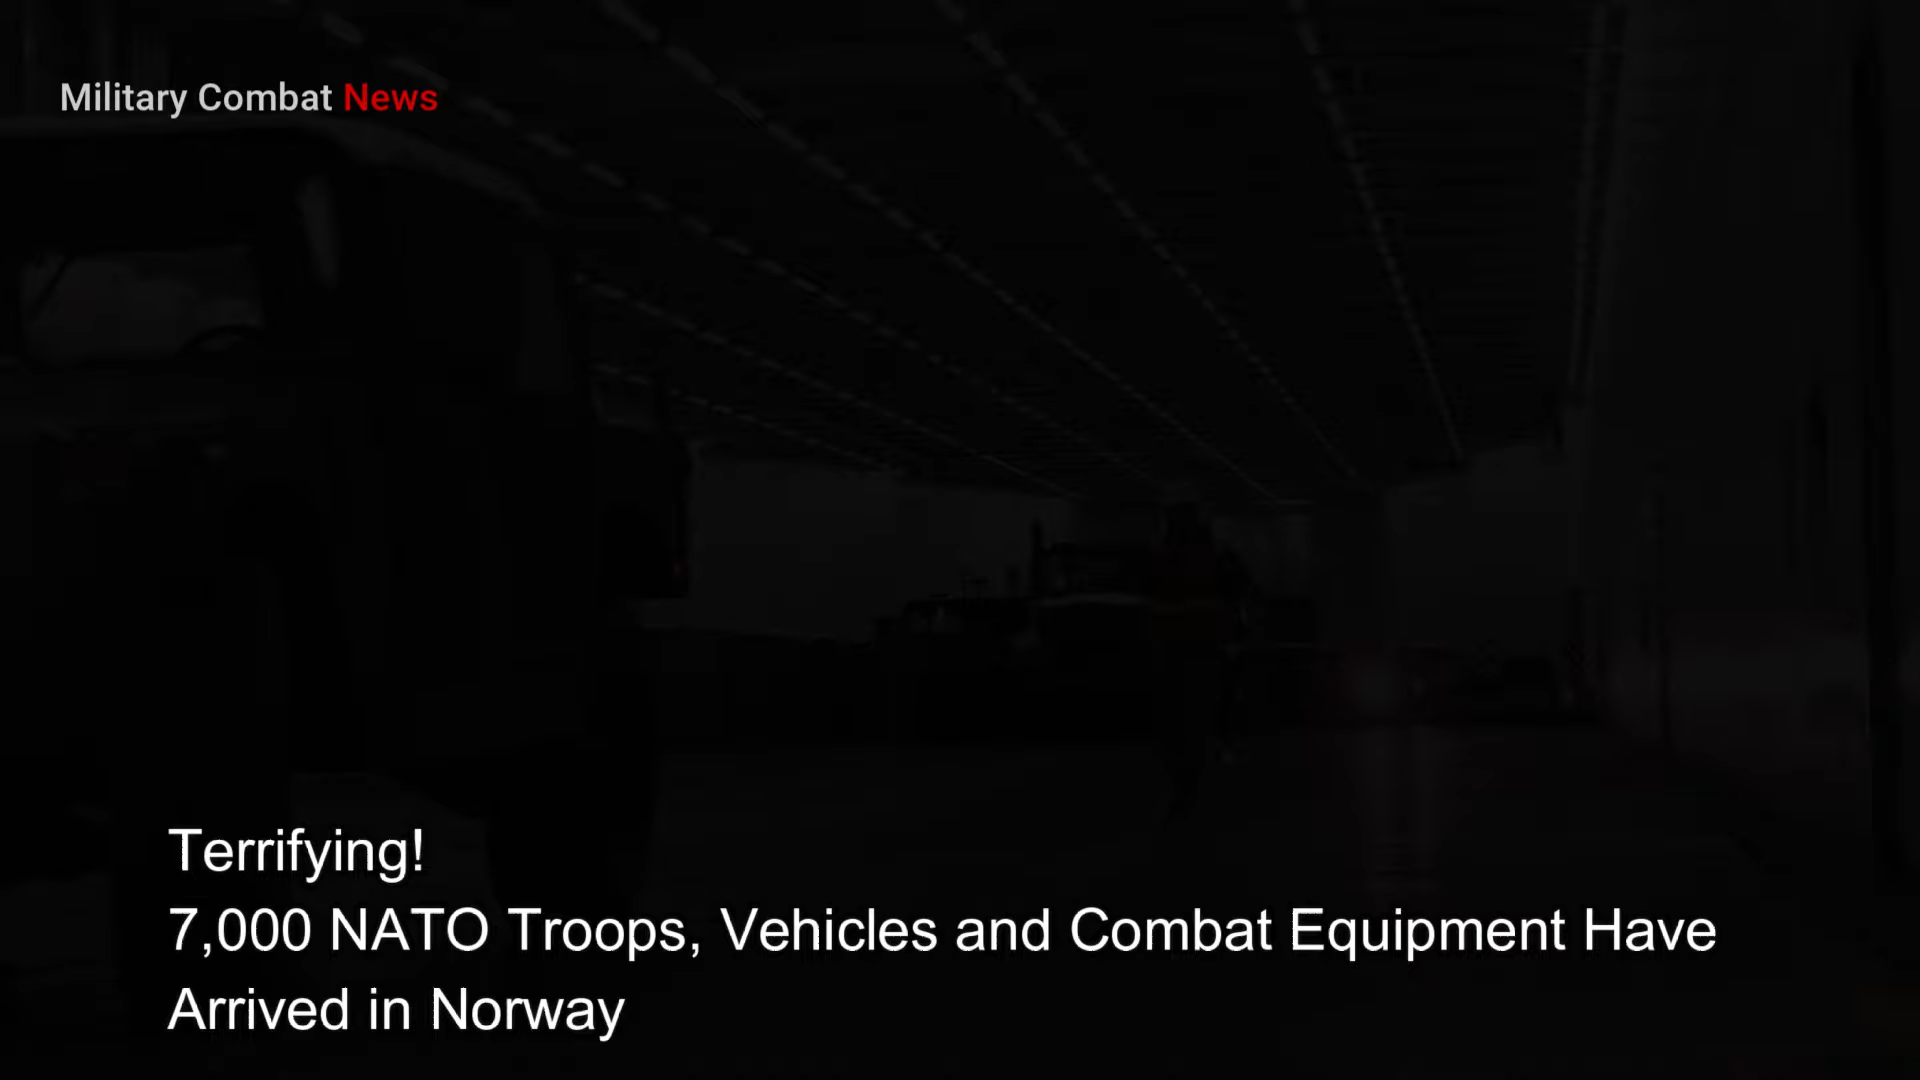 Military Combat News
Terrifying!
7,000 NATO Troops, Vehicles and Combat Equipment Have
Arrived in Norway